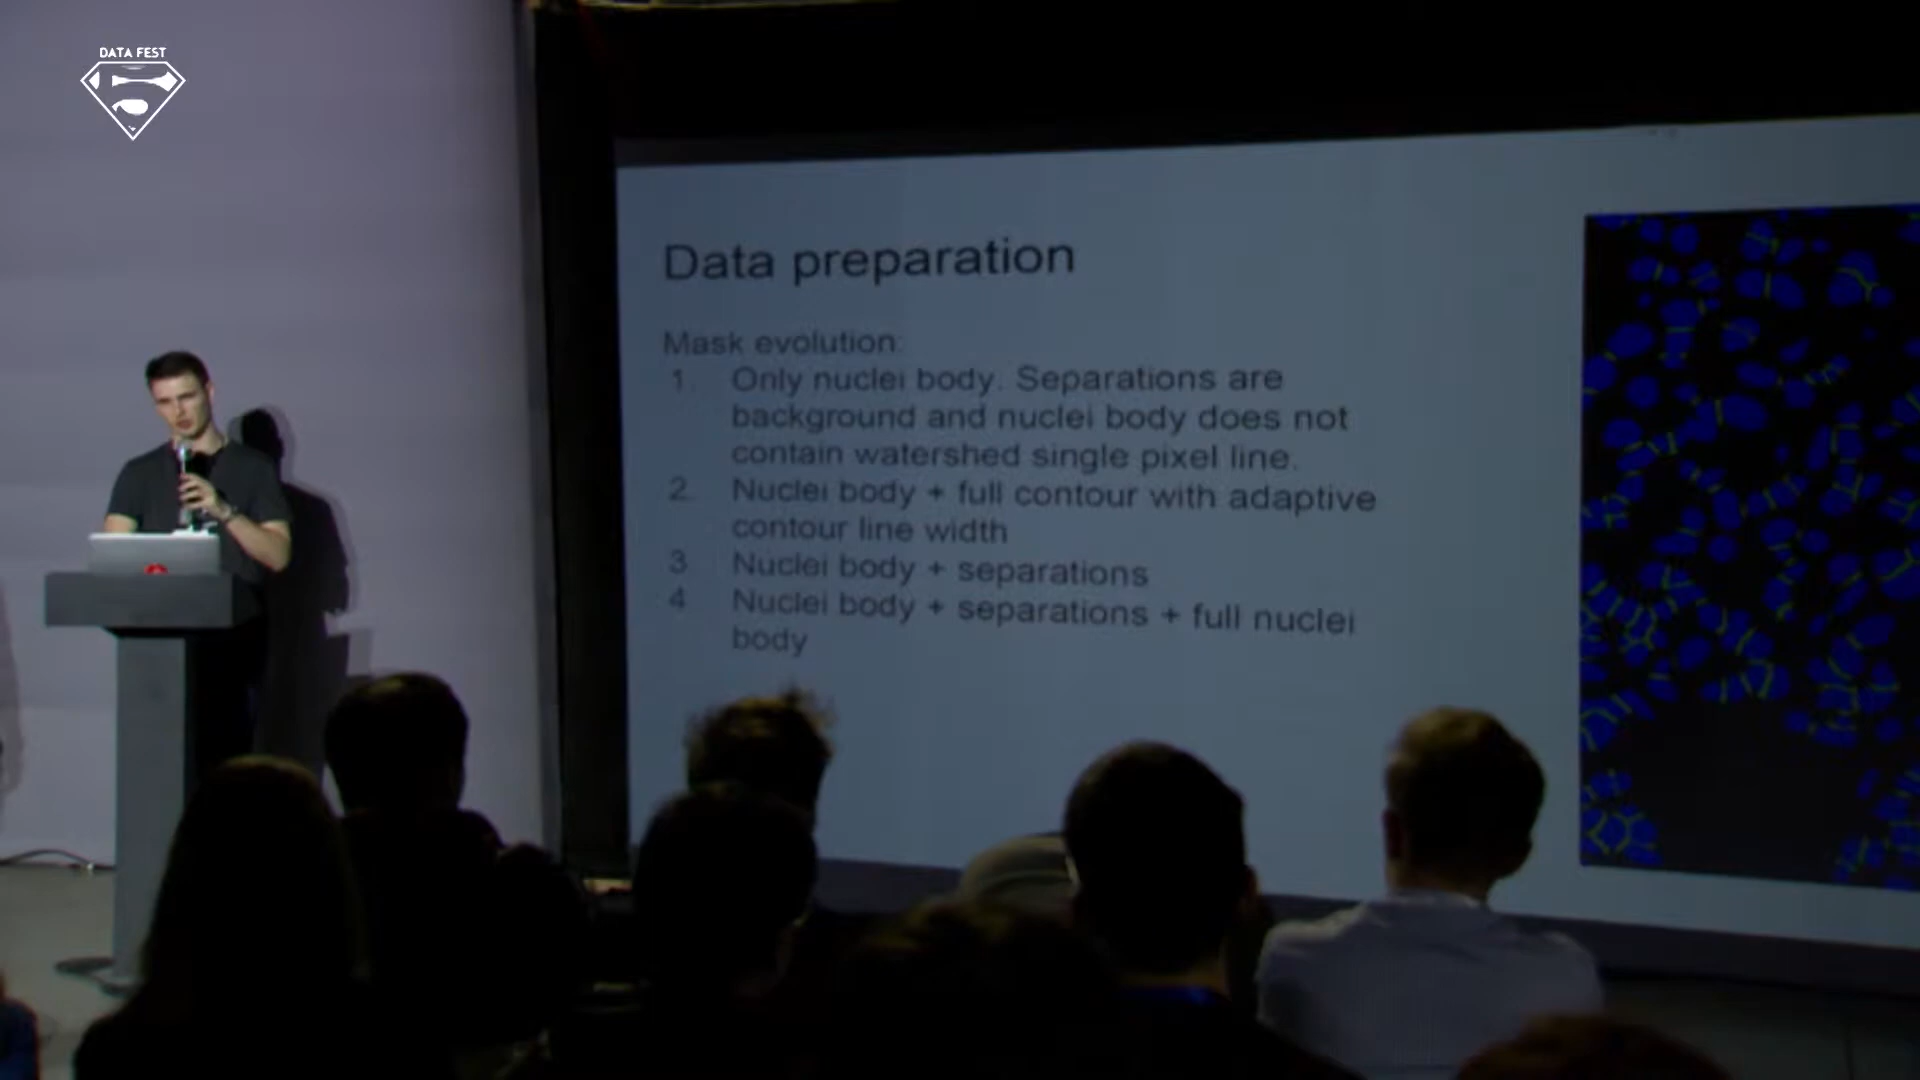 DATA FEST
Data preparation
Mask evolution:
1. Only nuclei body. Separations are
background and nuclei body does not
contain watershed single pixel line.
2. Nuclei body + full contour with adaptive
contour line width
3 Nuclei body + separations
4 Nuclei body + separations + full nuclei
body